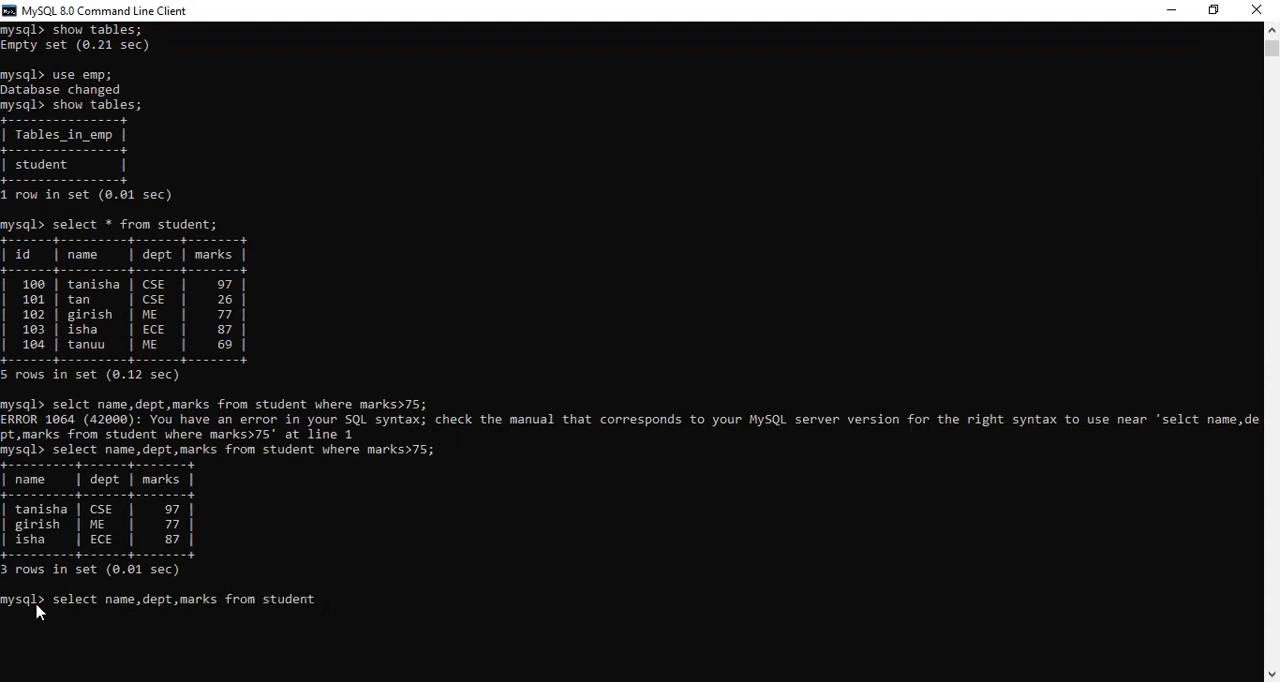 MySQL 8.0 Command Line Client
mysql> show tables;
Empty set (0.21 sec)
mysql> use emp;
Database changed
mysql> show tables;
+---------------+
| Tables_in_emp |
+---------------+
| student       |
+---------------+
1 row in set (0.01 sec)
mysql> select * from student;
+------+---------+------+-------+
| id   | name    | dept | marks |
+------+---------+------+-------+
|  100 | tanisha | CSE  |    97 |
|  101 | tan     | CSE  |    26 |
|  102 | girish  | ME   |    77 |
|  103 | isha    | ECE  |    87 |
|  104 | tanuu   | ME   |    69 |
+------+---------+------+-------+
5 rows in set (0.12 sec)
mysql> selct name,dept,marks from student where marks>75;
ERROR 1064 (42000): You have an error in your SQL syntax; check the manual that corresponds to your MySQL server version for the right syntax to use near 'selct name,de
pt,marks from student where marks>75' at line 1
mysql> select name,dept,marks from student where marks>75;
+---------+------+-------+
| name    | dept | marks |
+---------+------+-------+
| tanisha | CSE  |    97 |
| girish  | ME   |    77 |
| isha    | ECE  |    87 |
+---------+------+-------+
3 rows in set (0.01 sec)
mysql> select name,dept,marks from student